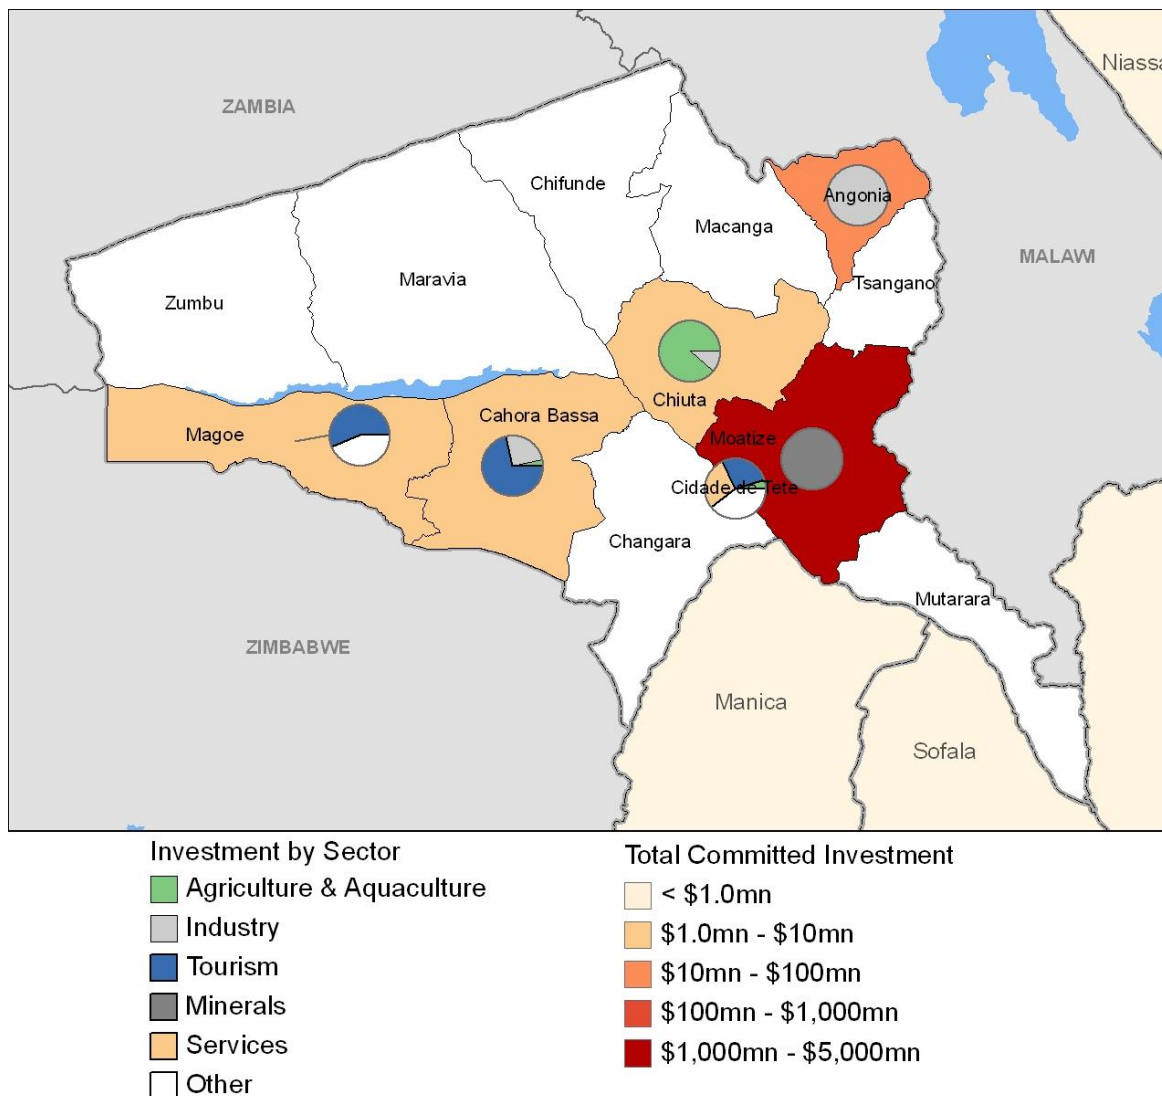 Niassa
ZAMBIA
Chifunde
Angonia
Macanga
MALAWI
Maravia
Tsangano
Zumbu
Chiuta
Cahora Bassa
Magoe
Moatize
Cidade de Tete
Changara
Mutarara
ZIMBABWE
Manica
Sofala
Investment by Sector
Agriculture & Aquaculture
Industry
Tourism
Minerals
Services
Other
Total Committed Investment
< $1.0mn
$1.0mn - $10mn
$10mn - $100mn
$100mn - $1,000mn
$1,000mn - $5,000mn